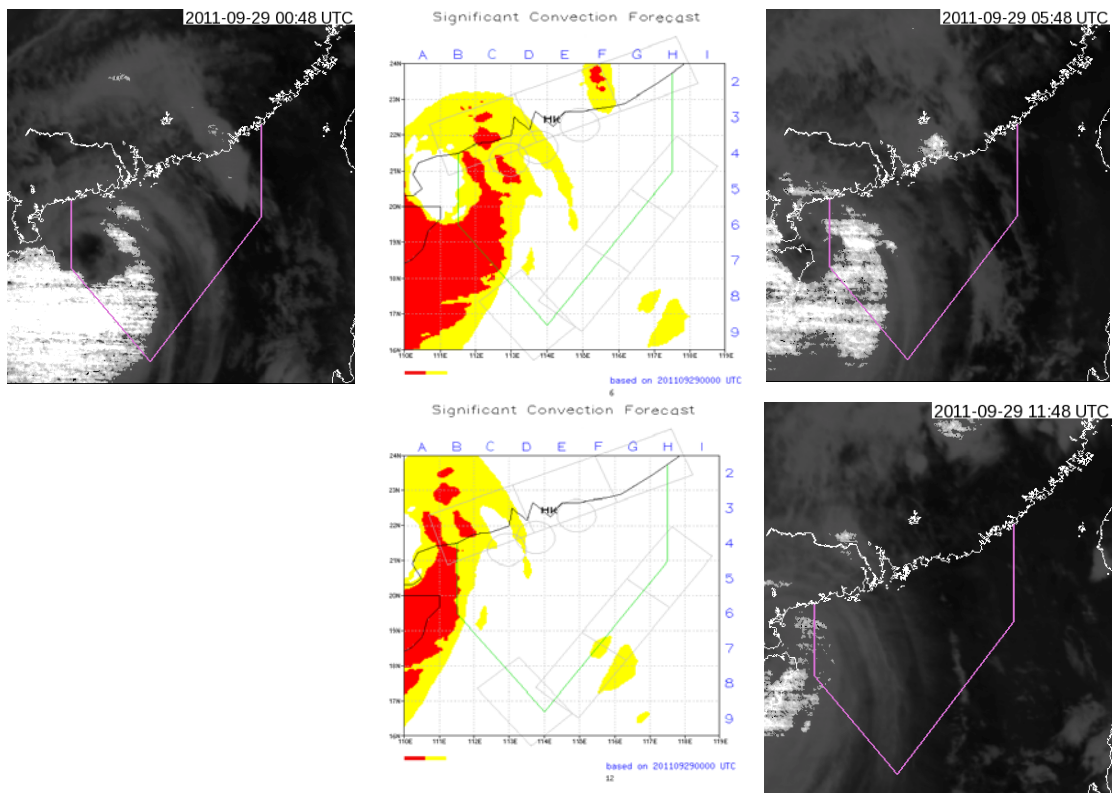 2011-09-29 00:48 UTC
Significant Convection Forecast
A B C D E F G H I
24N 2
23N 3
22N HK 4
21N 5
20N 6
19N 7
18N 8
17N 9
16N
110E 111E 112E 113E 114E 115E 116E 117E 118E 119E
based on 201109290000 UTC
6
2011-09-29 05:48 UTC
Significant Convection Forecast
A B C D E F G H I
24N 2
23N 3
22N HK 4
21N 5
20N 6
19N 7
18N 8
17N 9
16N
110E 111E 112E 113E 114E 115E 116E 117E 118E 119E
based on 201109290000 UTC
12
2011-09-29 11:48 UTC